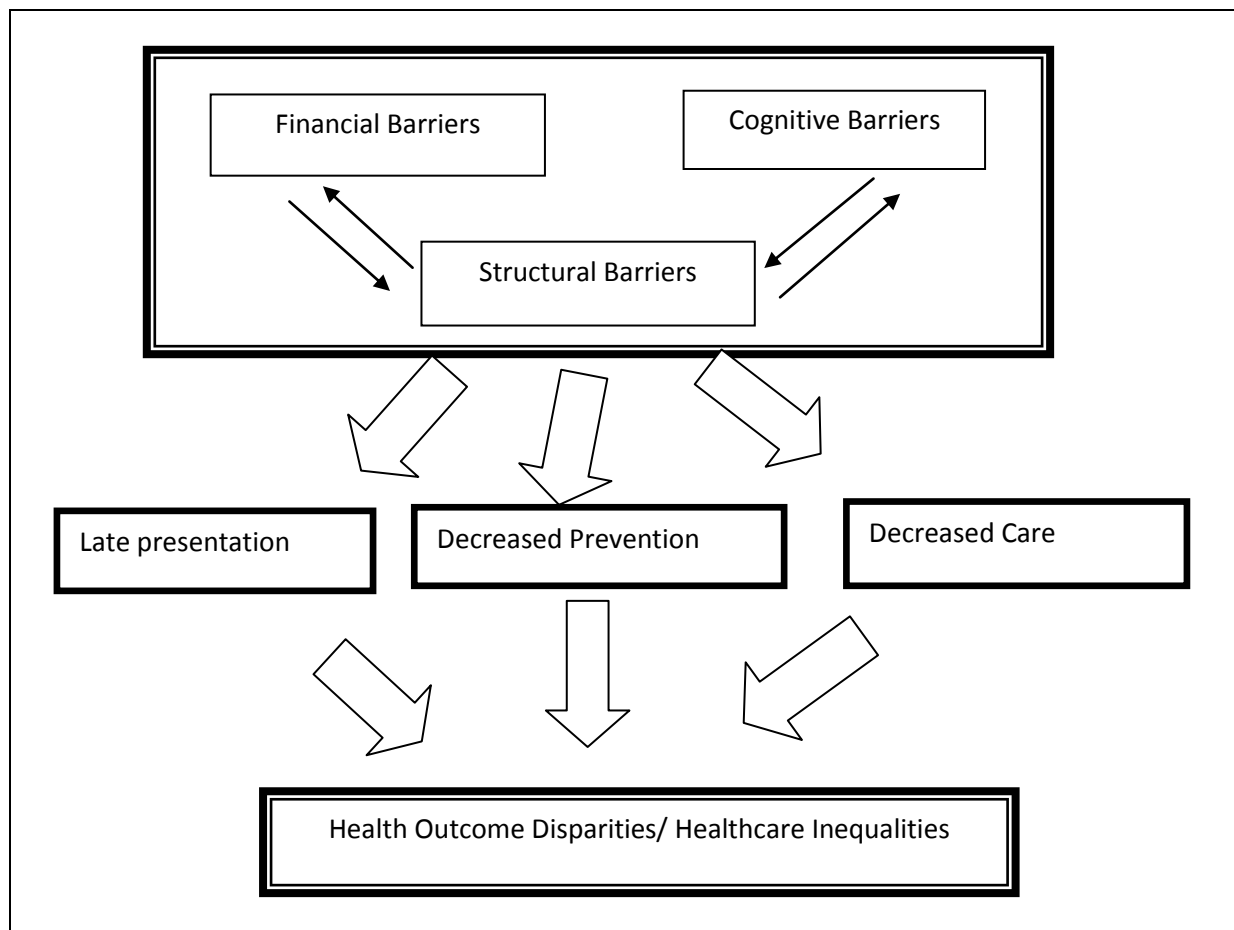 Financial Barriers
Cognitive Barriers
Structural Barriers
Late presentation
Decreased Prevention
Decreased Care
Health Outcome Disparities/ Healthcare Inequalities